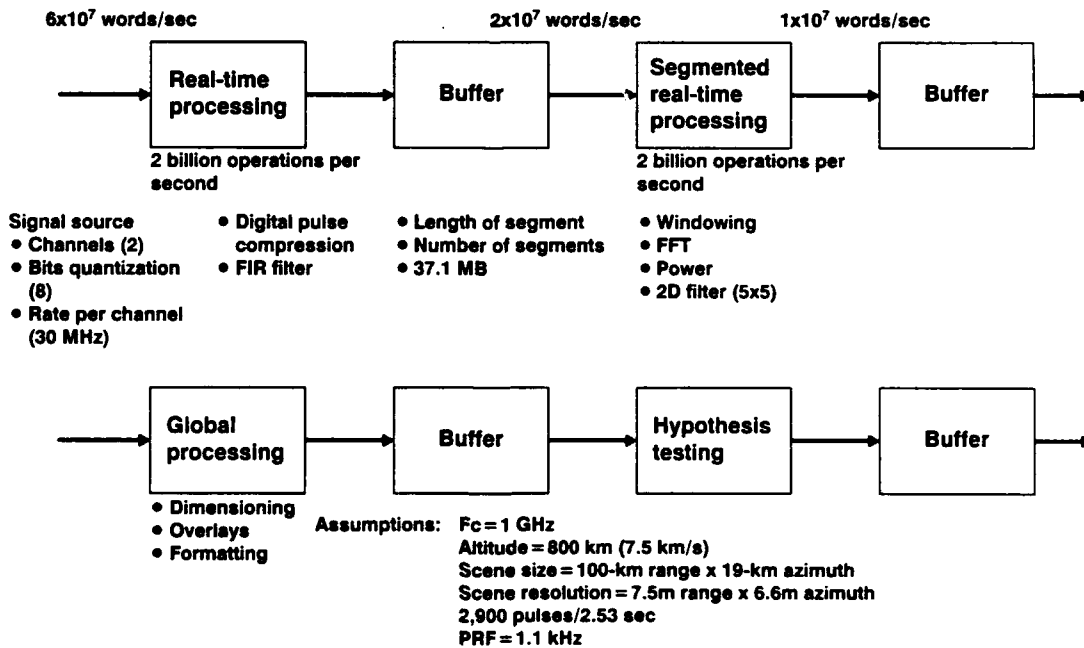 6x10⁷ words/sec
2x10⁷ words/sec
1x10⁷ words/sec
Real-time
processing
Buffer
Segmented
real-time
processing
Buffer
2 billion operations per
second
2 billion operations per
second
Signal source
• Channels (2)
• Bits quantization
(8)
• Rate per channel
(30 MHz)
• Digital pulse
compression
• FIR filter
• Length of segment
• Number of segments
• 37.1 MB
• Windowing
• FFT
• Power
• 2D filter (5x5)
Global
processing
Buffer
Hypothesis
testing
Buffer
• Dimensioning
• Overlays
• Formatting
Assumptions: Fc = 1 GHz
Altitude = 800 km (7.5 km/s)
Scene size = 100-km range x 19-km azimuth
Scene resolution = 7.5m range x 6.6m azimuth
2,900 pulses/2.53 sec
PRF = 1.1 kHz